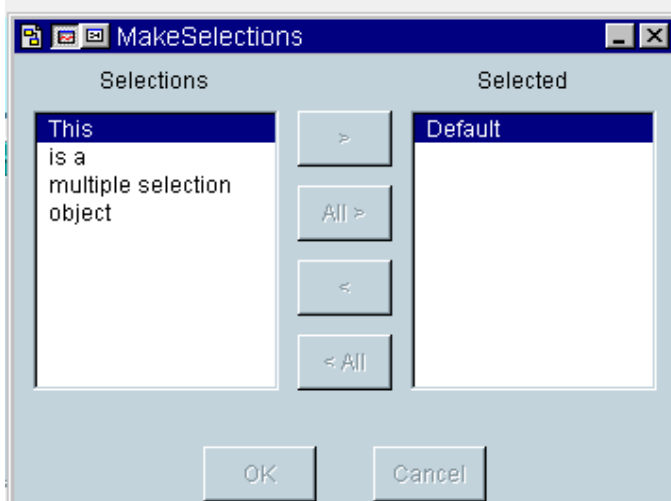 MakeSelections
Selections
Selected
This
is a
multiple selection
object
>
All >
<
< All
Default
OK
Cancel